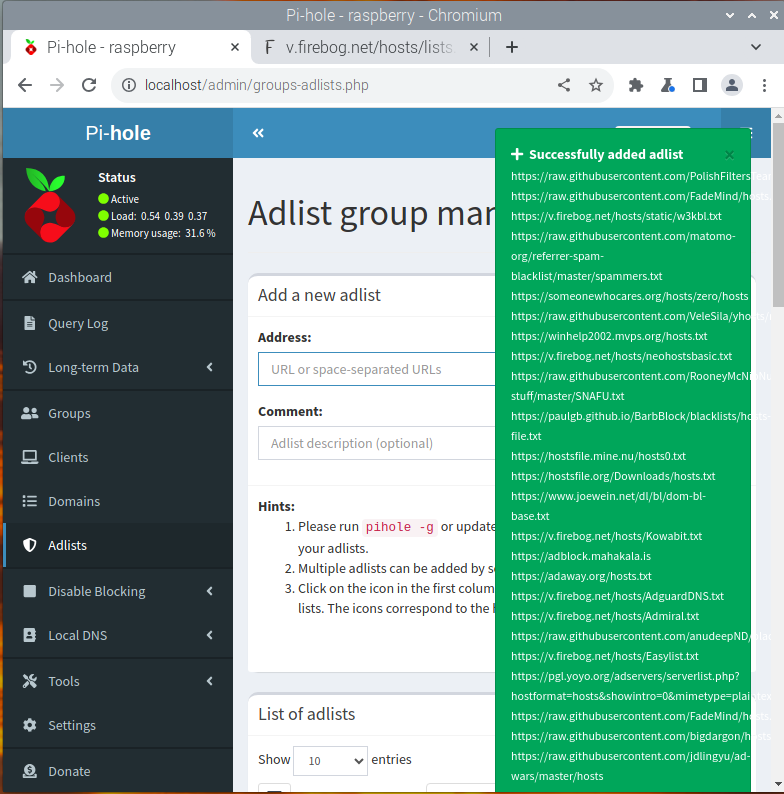 Pi-hole - raspberry - Chromium
Pi-hole - raspberry
v.firebog.net/hosts/lists.
localhost/admin/groups-adlists.php
Pi-hole
Status
Active
Load: 0.54 0.39 0.37
Memory usage: 31.6 %
Dashboard
Query Log
Long-term Data
Groups
Clients
Domains
Adlists
Disable Blocking
Local DNS
Tools
Settings
Donate
Adlist group mar
Add a new adlist
Address:
URL or space-separated URLs
Comment:
Adlist description (optional)
Hints:
1. Please run pihole -g or update
your adlists.
2. Multiple adlists can be added by
3. Click on the icon in the first colum
lists. The icons correspond to the
List of adlists
Show 10 entries
Successfully added adlist
https://raw.githubusercontent.com/PolishFilters
https://raw.githubusercontent.com/FadeMind/hosts.
https://v.firebog.net/hosts/static/w3kbl.txt
https://raw.githubusercontent.com/matomo-
org/referrer-spam-
blacklist/master/spammers.txt
https://someonewhocares.org/hosts/zero/hosts
https://raw.githubusercontent.com/VeleSila/yhosts/
https://winhelp2002.mvps.org/hosts.txt
https://v.firebog.net/hosts/neohostsbasic.txt
https://raw.githubusercontent.com/RooneyMcNibNu
stuff/master/SNAFU.txt
https://paulgb.github.io/BarbBlock/blacklists/hosts-
file.txt
https://hostsfile.mine.nu/hosts0.txt
https://hostsfile.org/Downloads/hosts.txt
https://www.joewein.net/dl/bl/dom-bl-
base.txt
https://v.firebog.net/hosts/Kowabit.txt
https://adblock.mahakala.is
https://adaway.org/hosts.txt
https://v.firebog.net/hosts/AdguardDNS.txt
https://v.firebog.net/hosts/Admiral.txt
https://raw.githubusercontent.com/anudeepND/
https://v.firebog.net/hosts/Easylist.txt
https://pgl.yoyo.org/adservers/serverlist.php?
hostformat=hosts&showintro=0&mimetype=plaintex
https://raw.githubusercontent.com/FadeMind/hosts.
https://raw.githubusercontent.com/bigdargon/hosts
https://raw.githubusercontent.com/jdlingyu/ad-
wars/master/hosts